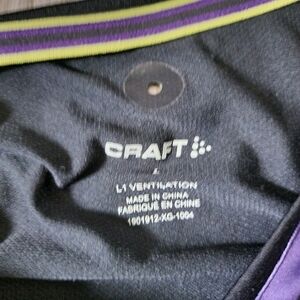 CRAFT
L
L1 VENTILATION
MADE IN CHINA
FABRIQUÉ EN CHINE
1901912-XG-1004